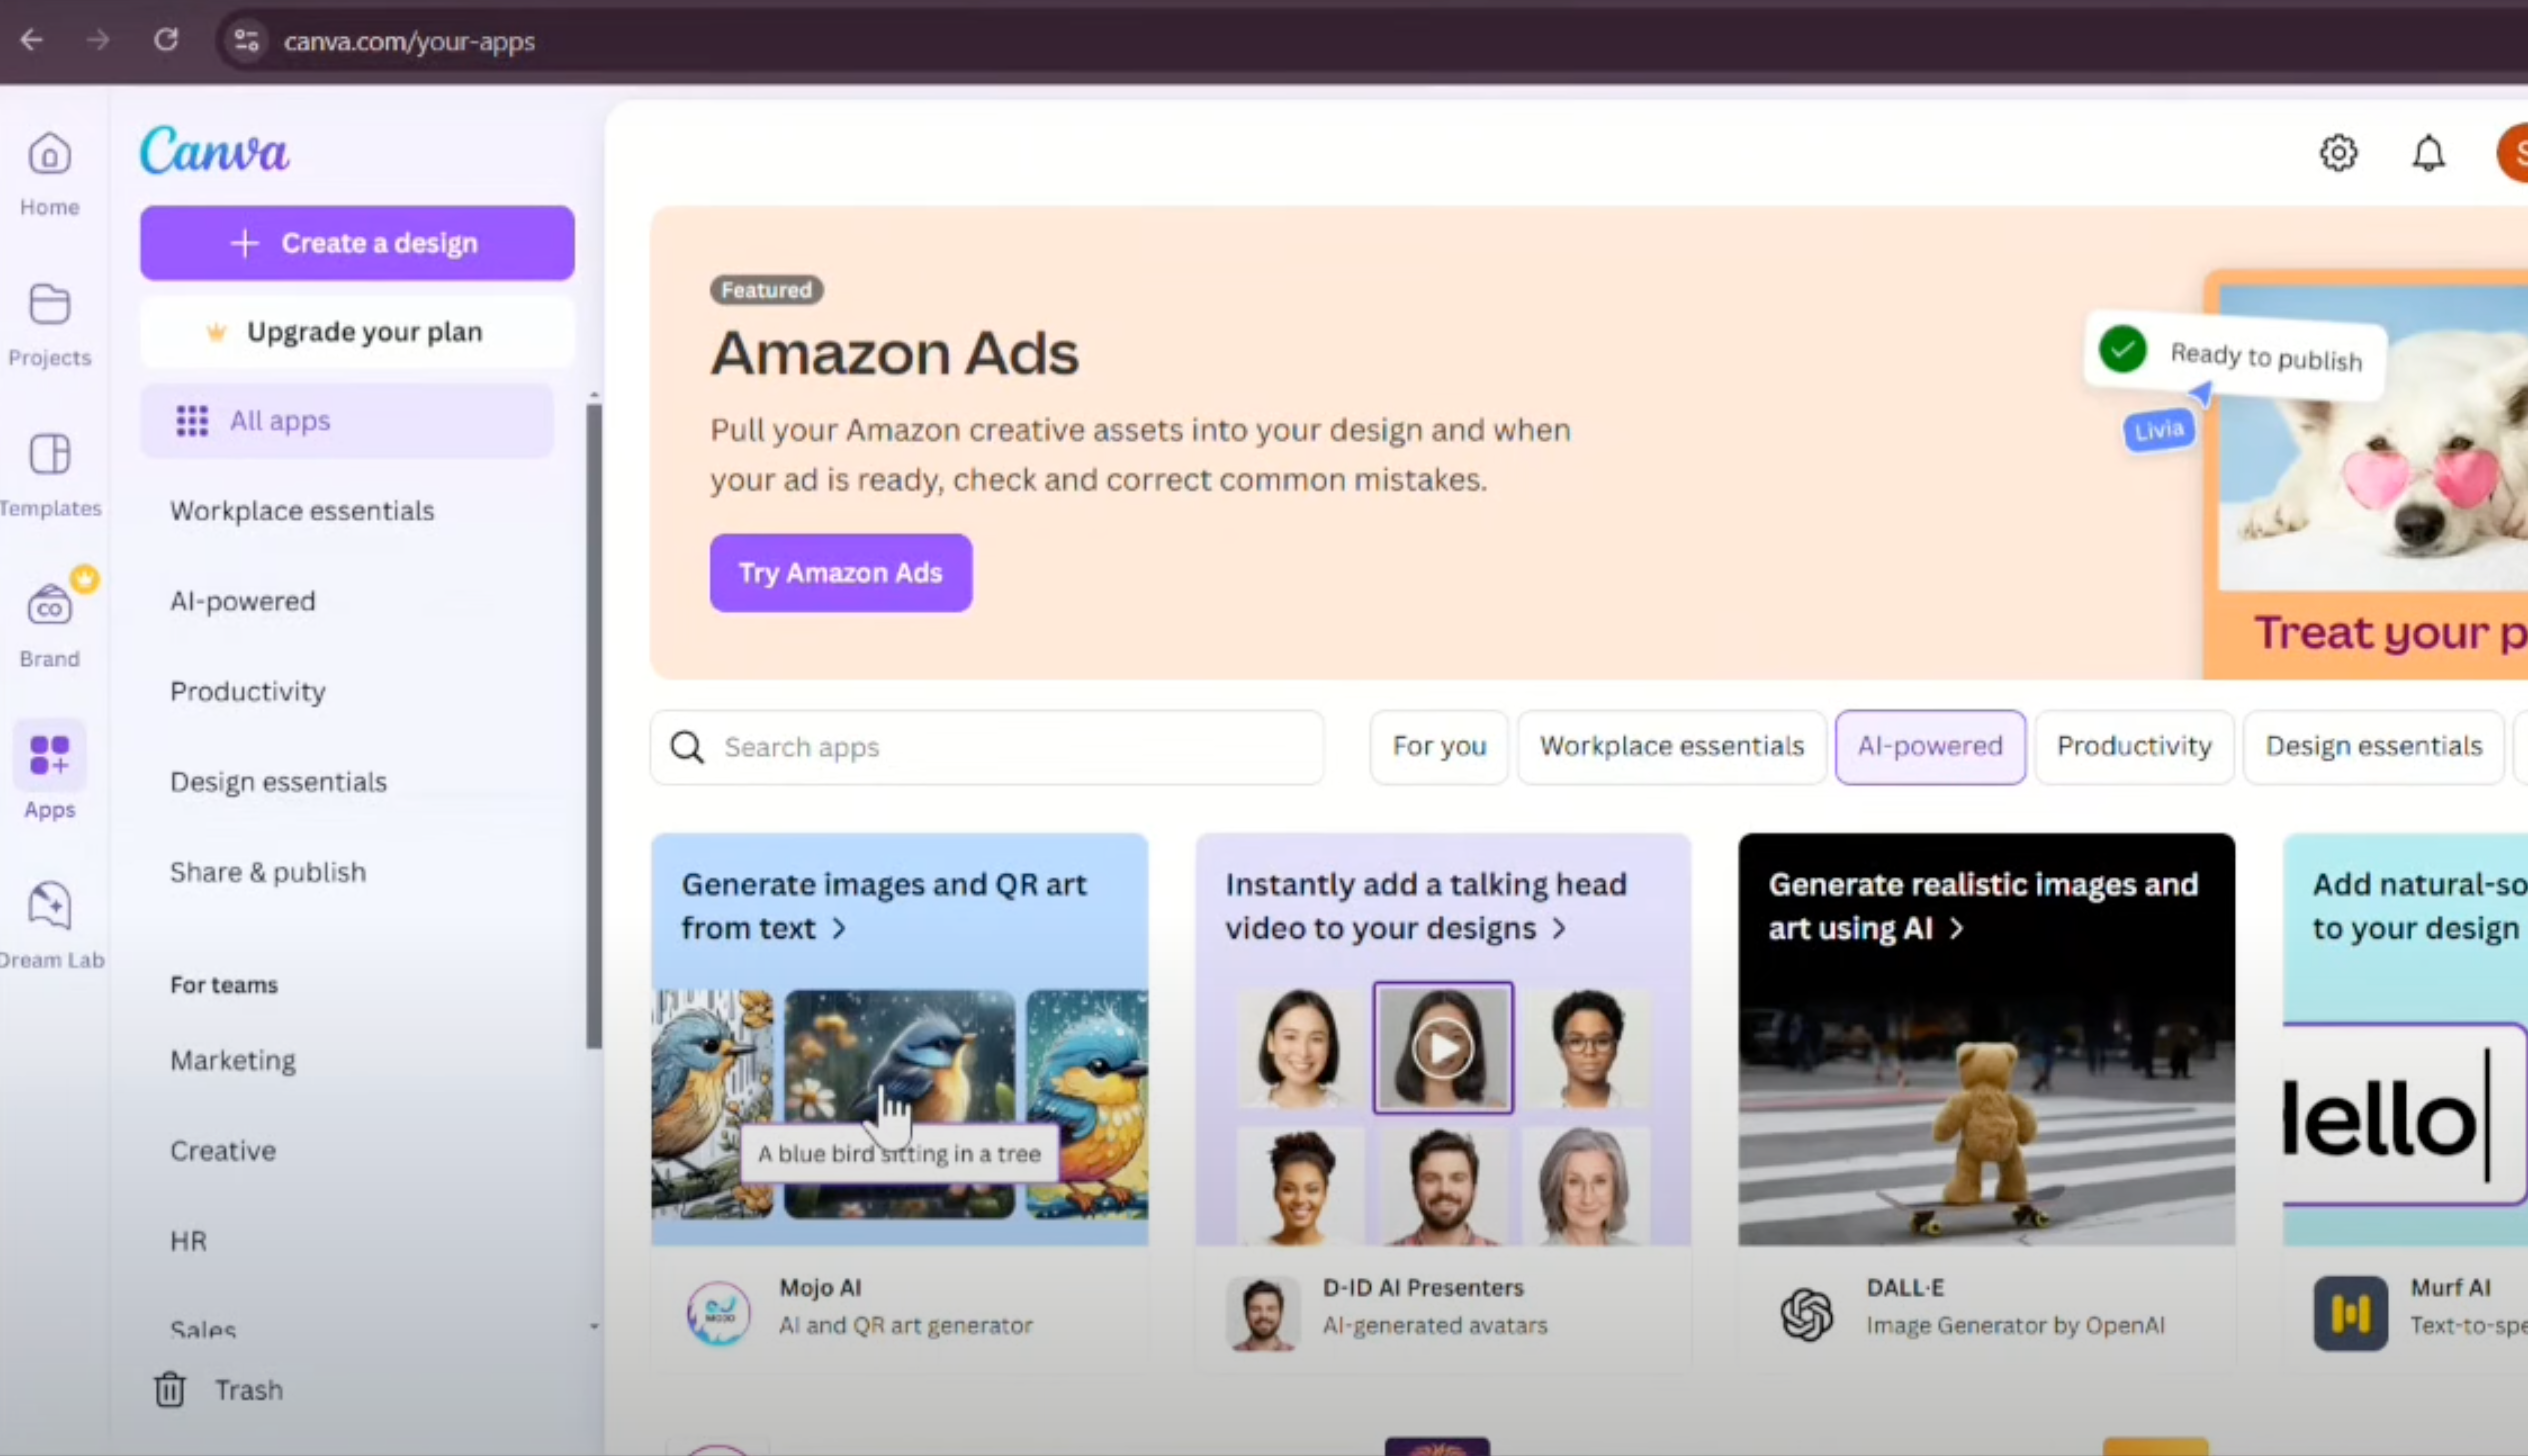 canva.com/your-apps
Canva
Home
Projects
Templates
Brand
CO
Apps
Dream Lab
Create a design
Upgrade your plan
All apps
Workplace essentials
AI-powered
Productivity
Design essentials
Share & publish
For teams
Marketing
Creative
HR
Sales
Trash
S
Featured
Amazon Ads
Pull your Amazon creative assets into your design and when
your ad is ready, check and correct common mistakes.
Try Amazon Ads
Ready to publish
Livia
Treat your p
Search apps
For you
Workplace essentials
AI-powered
Productivity
Design essentials
Generate images and QR art
from text >
A blue bird sitting in a tree
Mojo AI
AI and QR art generator
MOJO
Instantly add a talking head
video to your designs >
D-ID AI Presenters
AI-generated avatars
Generate realistic images and
art using AI >
DALL·E
Image Generator by OpenAI
Add natural-so
to your design
Hello
Murf AI
Text-to-spe